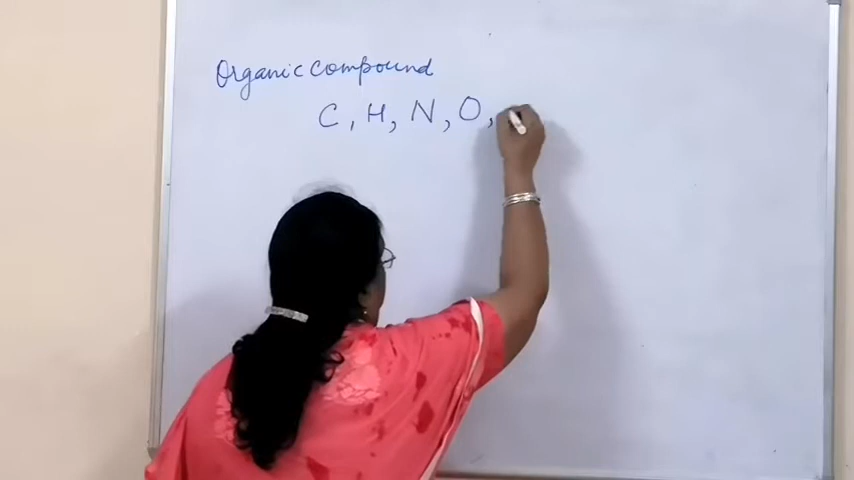 Organic compound
C, H, N, O,